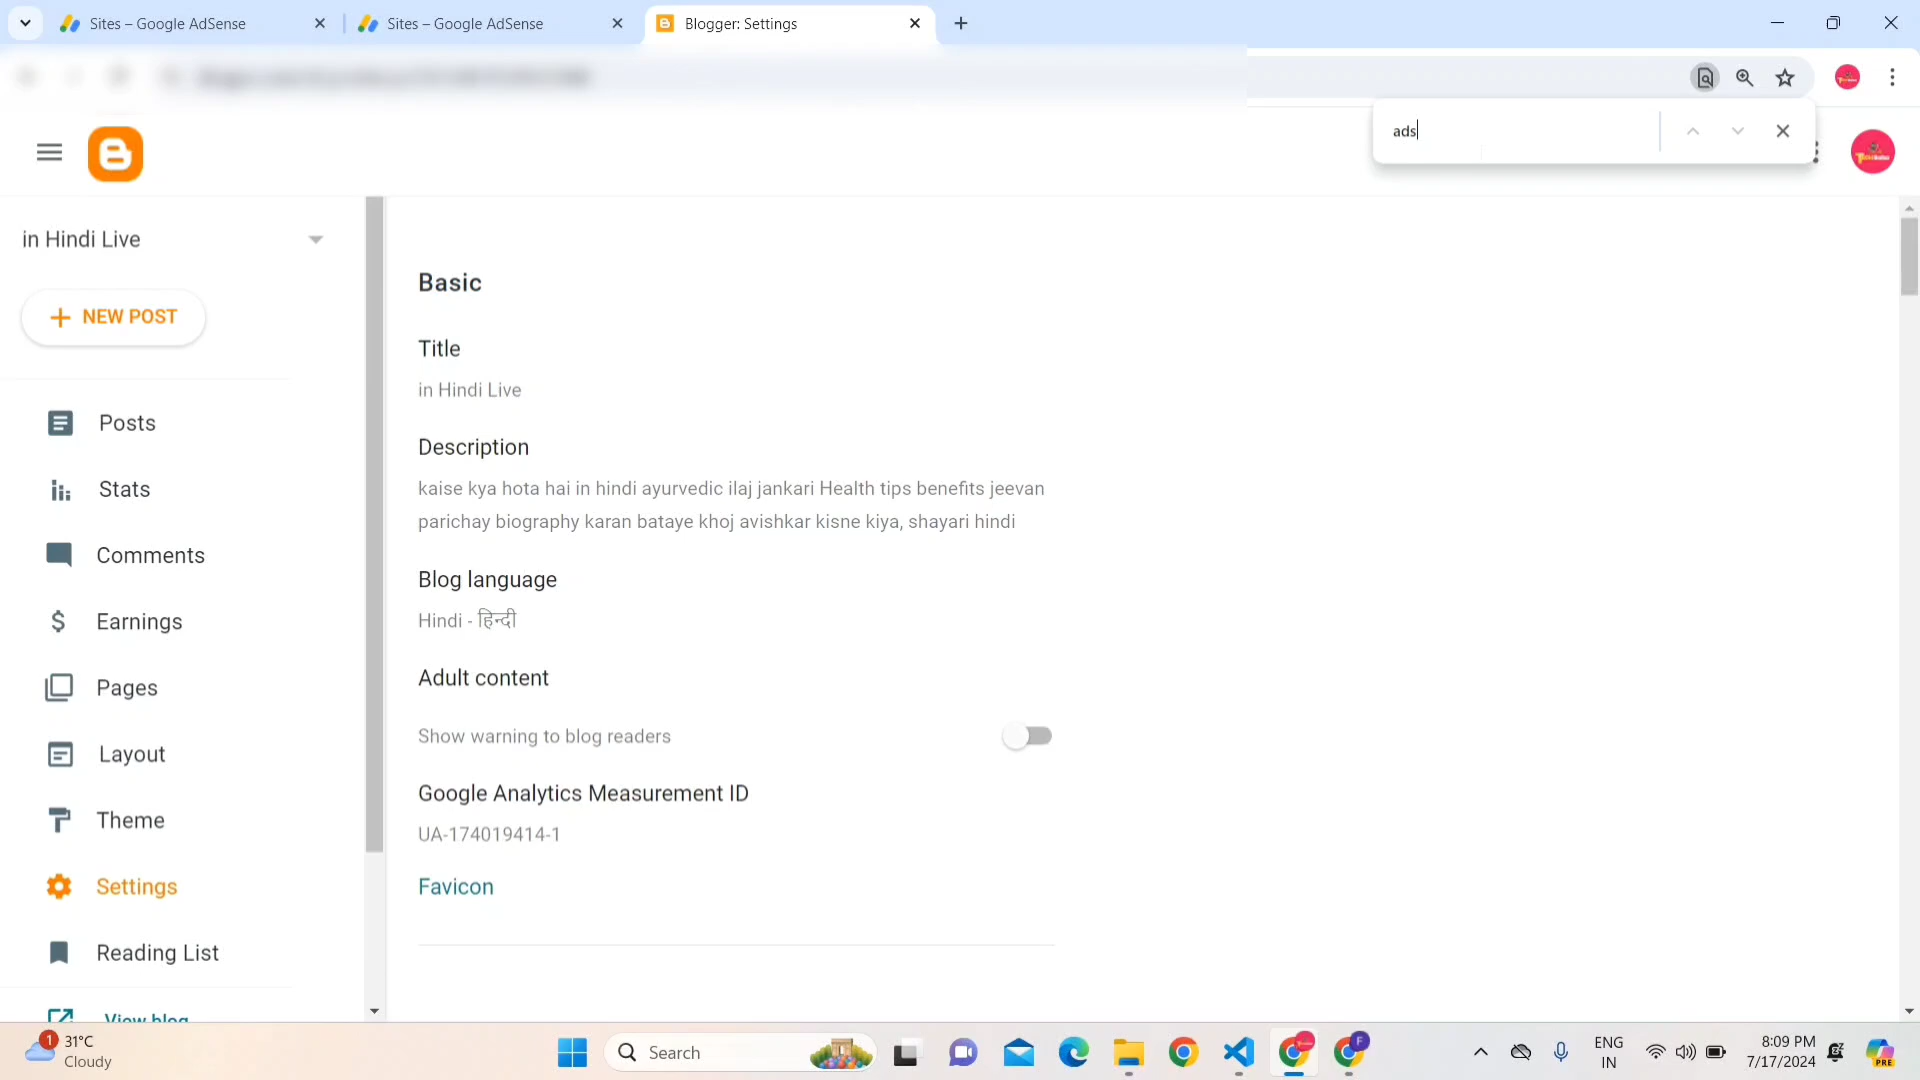 Sites – Google AdSense
Sites – Google AdSense
Blogger: Settings
ads
in Hindi Live
NEW POST
Posts
Stats
Comments
Earnings
Pages
Layout
Theme
Settings
Reading List
View blog
Basic
Title
in Hindi Live
Description
kaise kya hota hai in hindi ayurvedic ilaj jankari Health tips benefits jeevan
parichay biography karan bataye khoj avishkar kisne kiya, shayari hindi
Blog language
Hindi - हिन्दी
Adult content
Show warning to blog readers
Google Analytics Measurement ID
UA-174019414-1
Favicon
1
31°C
Cloudy
Search
F
ENG
IN
8:09 PM
7/17/2024
PRE